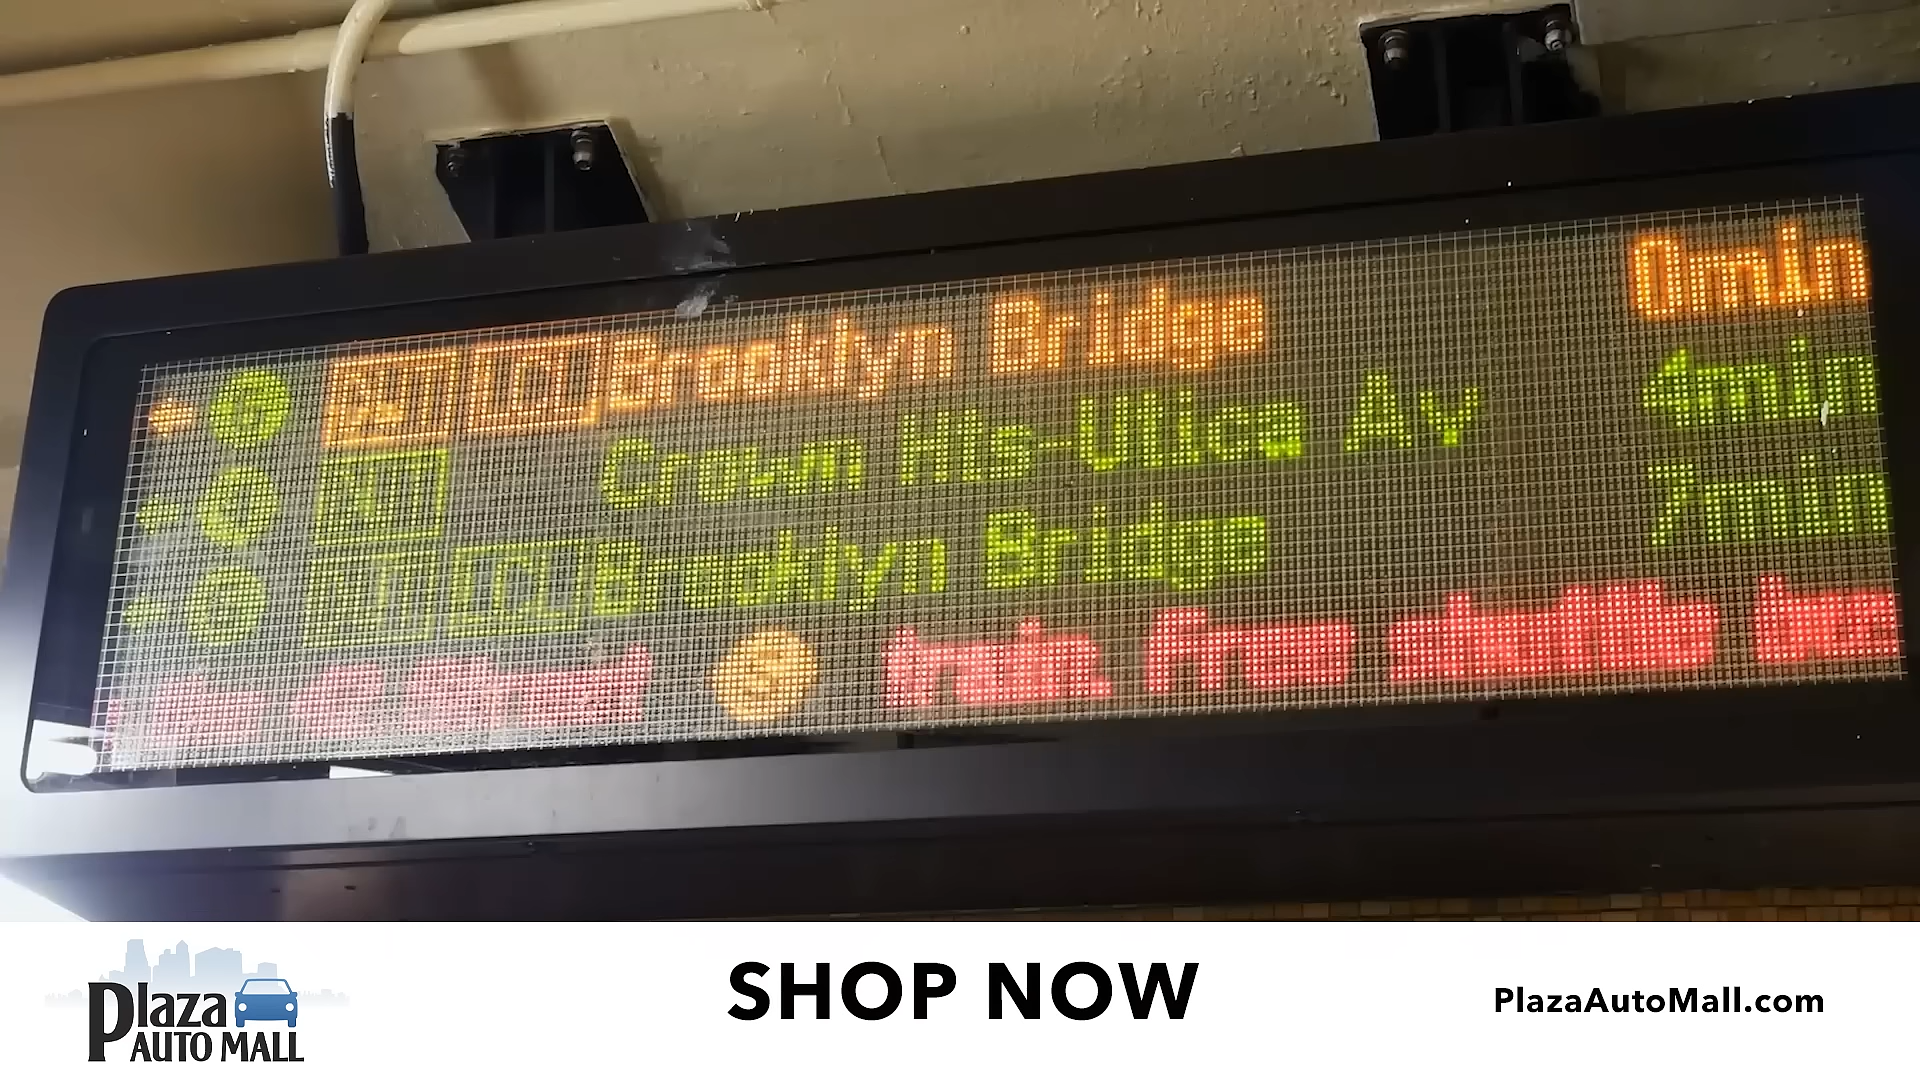 Brooklyn Bridge 0min
Crown Hts-Utica Av 4min
Brooklyn Bridge 7min
train. Free shuttle bus
Plaza
AUTO MALL
SHOP NOW
PlazaAutoMall.com